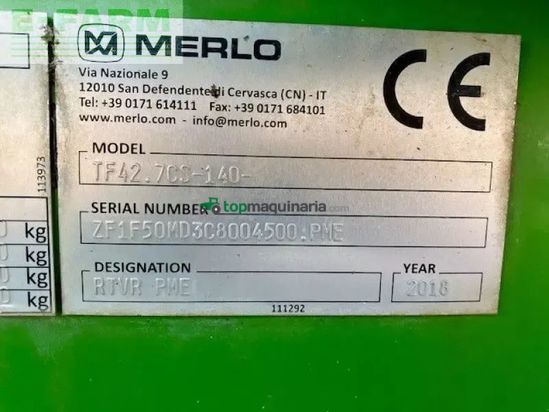 E-FARM
MERLO
CE
Via Nazionale 9
12010 San Defendente di Cervasca (CN) - IT
Tel: +39 0171 614111 Fax: +39 0171 684101
www.merlo.com - info@merlo.com
MODEL
TF42.7CS-140-
113973
SERIAL NUMBER
topmaquinaria.com
ZF1F50MD3C8004500.PME
kg
kg
kg
kg
DESIGNATION
YEAR
RTVR PME
2018
111292